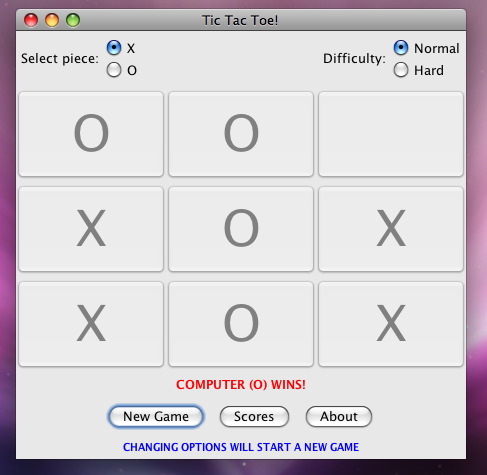 Tic Tac Toe!
Select piece: X Difficulty: Normal
O Hard
O O
X O X
X O X
COMPUTER (O) WINS!
New Game Scores About
CHANGING OPTIONS WILL START A NEW GAME